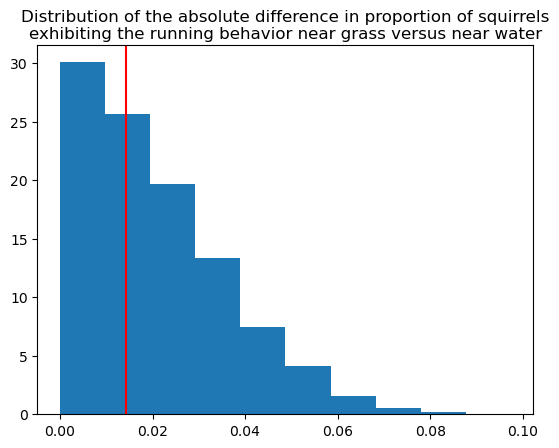 Distribution of the absolute difference in proportion of squirrels
exhibiting the running behavior near grass versus near water
30
25
20
15
10
5
0
0.00 0.02 0.04 0.06 0.08 0.10